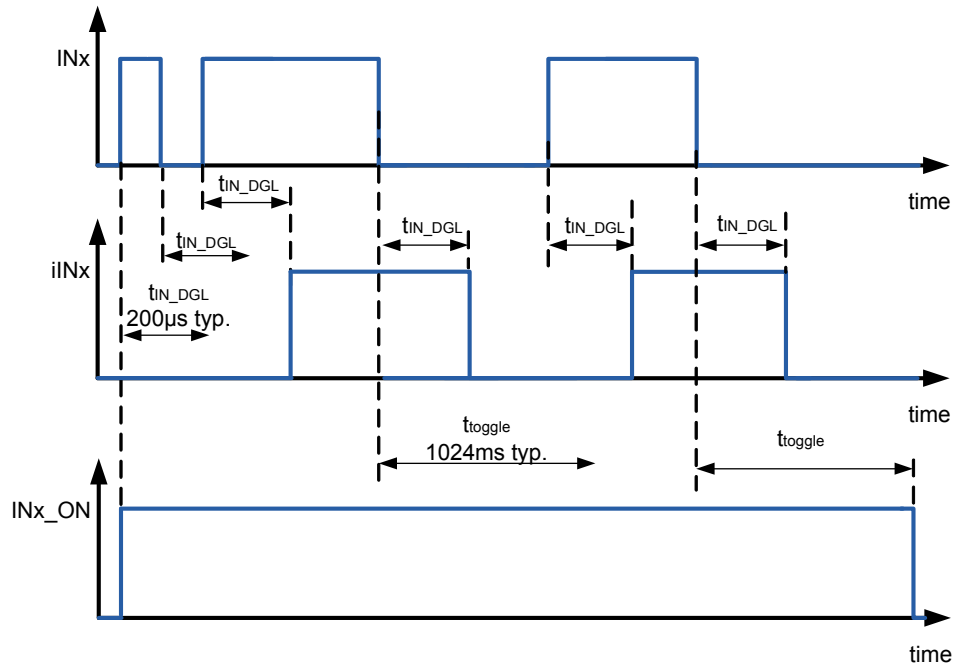 INx
tIN_DGL
time
tIN_DGL
tIN_DGL
tIN_DGL
tIN_DGL
iINx
tIN_DGL
200µs typ.
time
ttoggle
1024ms typ.
ttoggle
INx_ON
time